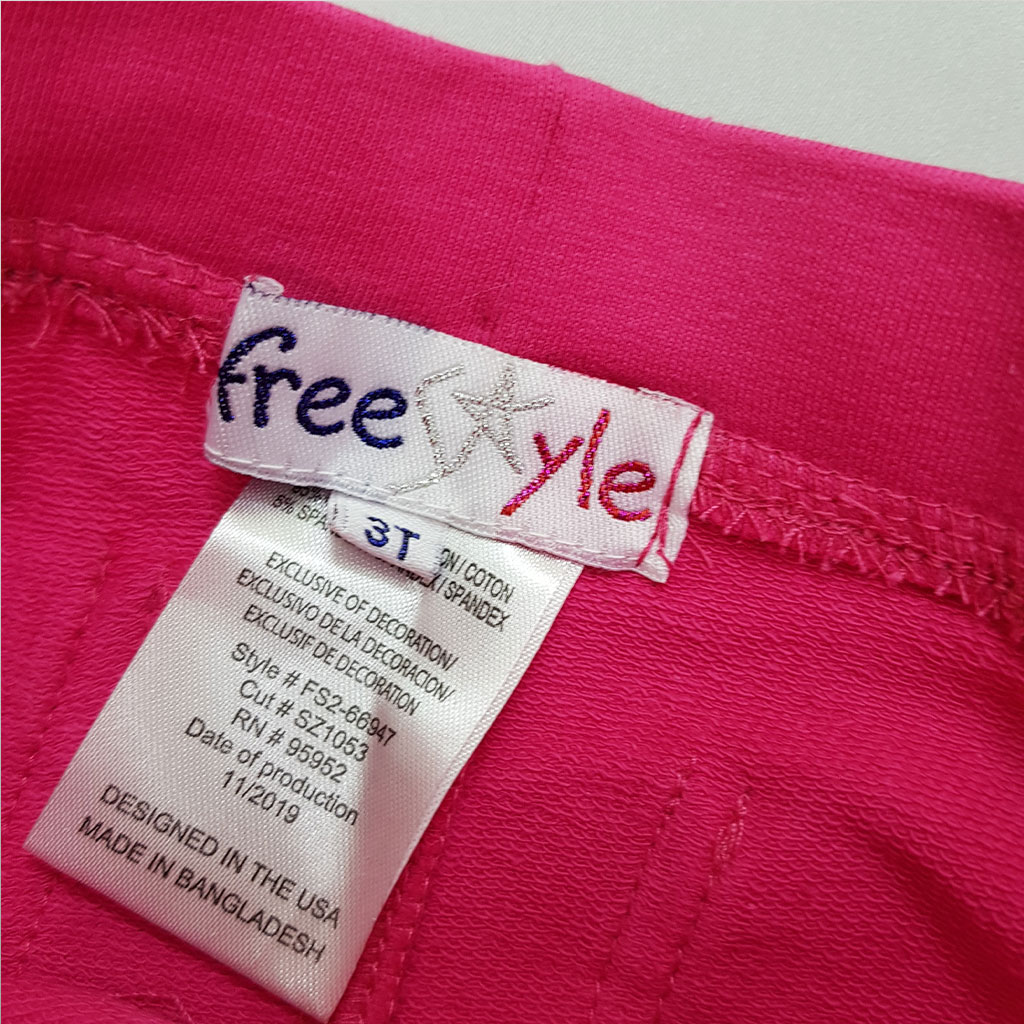 freestyle
3T
ON/ COTON
/ SPANDEX
EXCLUSIVE OF DECORATION/
EXCLUSIVO DE LA DECORACION/
EXCLUSIF DE DECORATION
Style # FS2-66947
Cut # SZ1053
RN # 95952
Date of production
11/2019
DESIGNED IN THE USA
MADE IN BANGLADESH